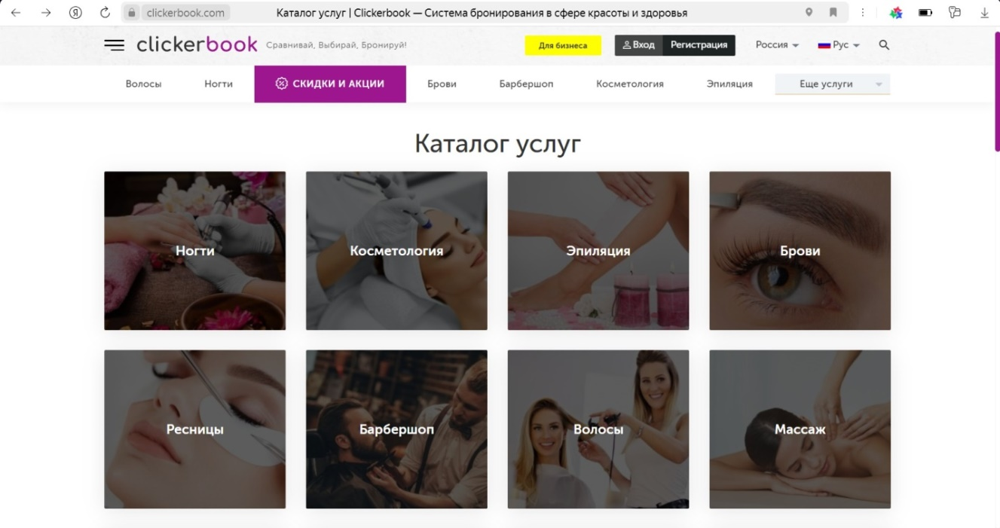 clickerbook.com Каталог услуг | Clickerbook — Система бронирования в сфере красоты и здоровья
clickerbook Сравнивай, Выбирай, Бронируй! Для бизнеса Вход Регистрация Россия Рус
Волосы Ногти СКИДКИ И АКЦИИ Брови Барбершоп Косметология Эпиляция Еще услуги
Каталог услуг
Ногти Косметология Эпиляция Брови
Ресницы Барбершоп Волосы Массаж